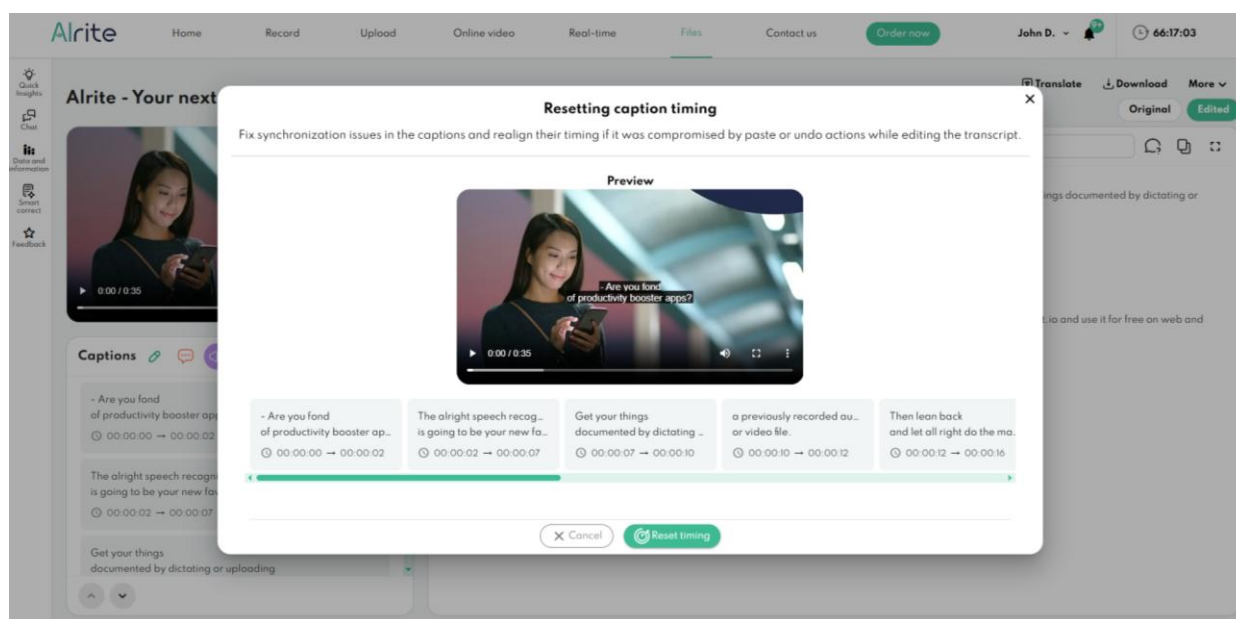 Alrite
Home
Record
Upload
Online video
Real-time
Files
Contact us
Order now
John D.
9+
66:17:03
Quick
Insights
Chat
Data and
information
Smart
correct
Feedback
Alrite - Your next
Translate
Download
More
Original
Edited
0:00 / 0:35
ings documented by dictating or
t.io and use it for free on web and
Captions
- Are you fond
of productivity booster app
00:00:00 → 00:00:02
The alright speech recogni
is going to be your new fav
00:00:02 → 00:00:07
Get your things
documented by dictating or uploading
Resetting caption timing
Fix synchronization issues in the captions and realign their timing if it was compromised by paste or undo actions while editing the transcript.
Preview
- Are you fond
of productivity booster apps?
0:00 / 0:35
- Are you fond
of productivity booster ap...
00:00:00 → 00:00:02
The alright speech recog...
is going to be your new fa...
00:00:02 → 00:00:07
Get your things
documented by dictating ...
00:00:07 → 00:00:10
a previously recorded au...
or video file.
00:00:10 → 00:00:12
Then lean back
and let all right do the ma.
00:00:12 → 00:00:16
Cancel
Reset timing